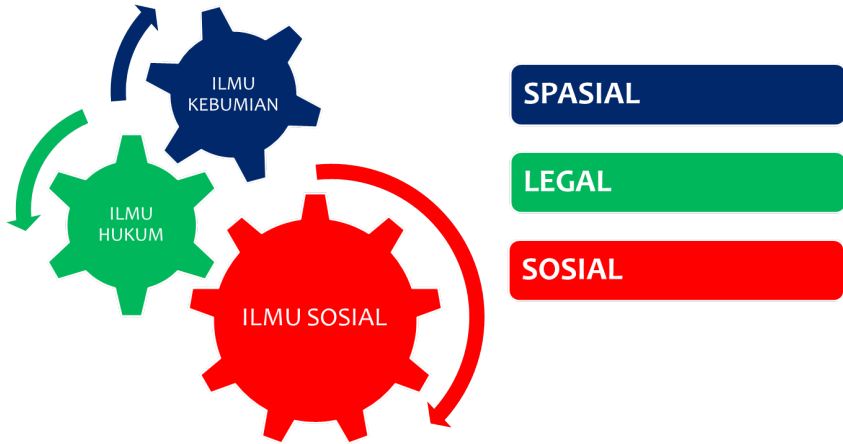 ILMU
KEBUMIAN
ILMU
HUKUM
ILMU SOSIAL
SPASIAL
LEGAL
SOSIAL